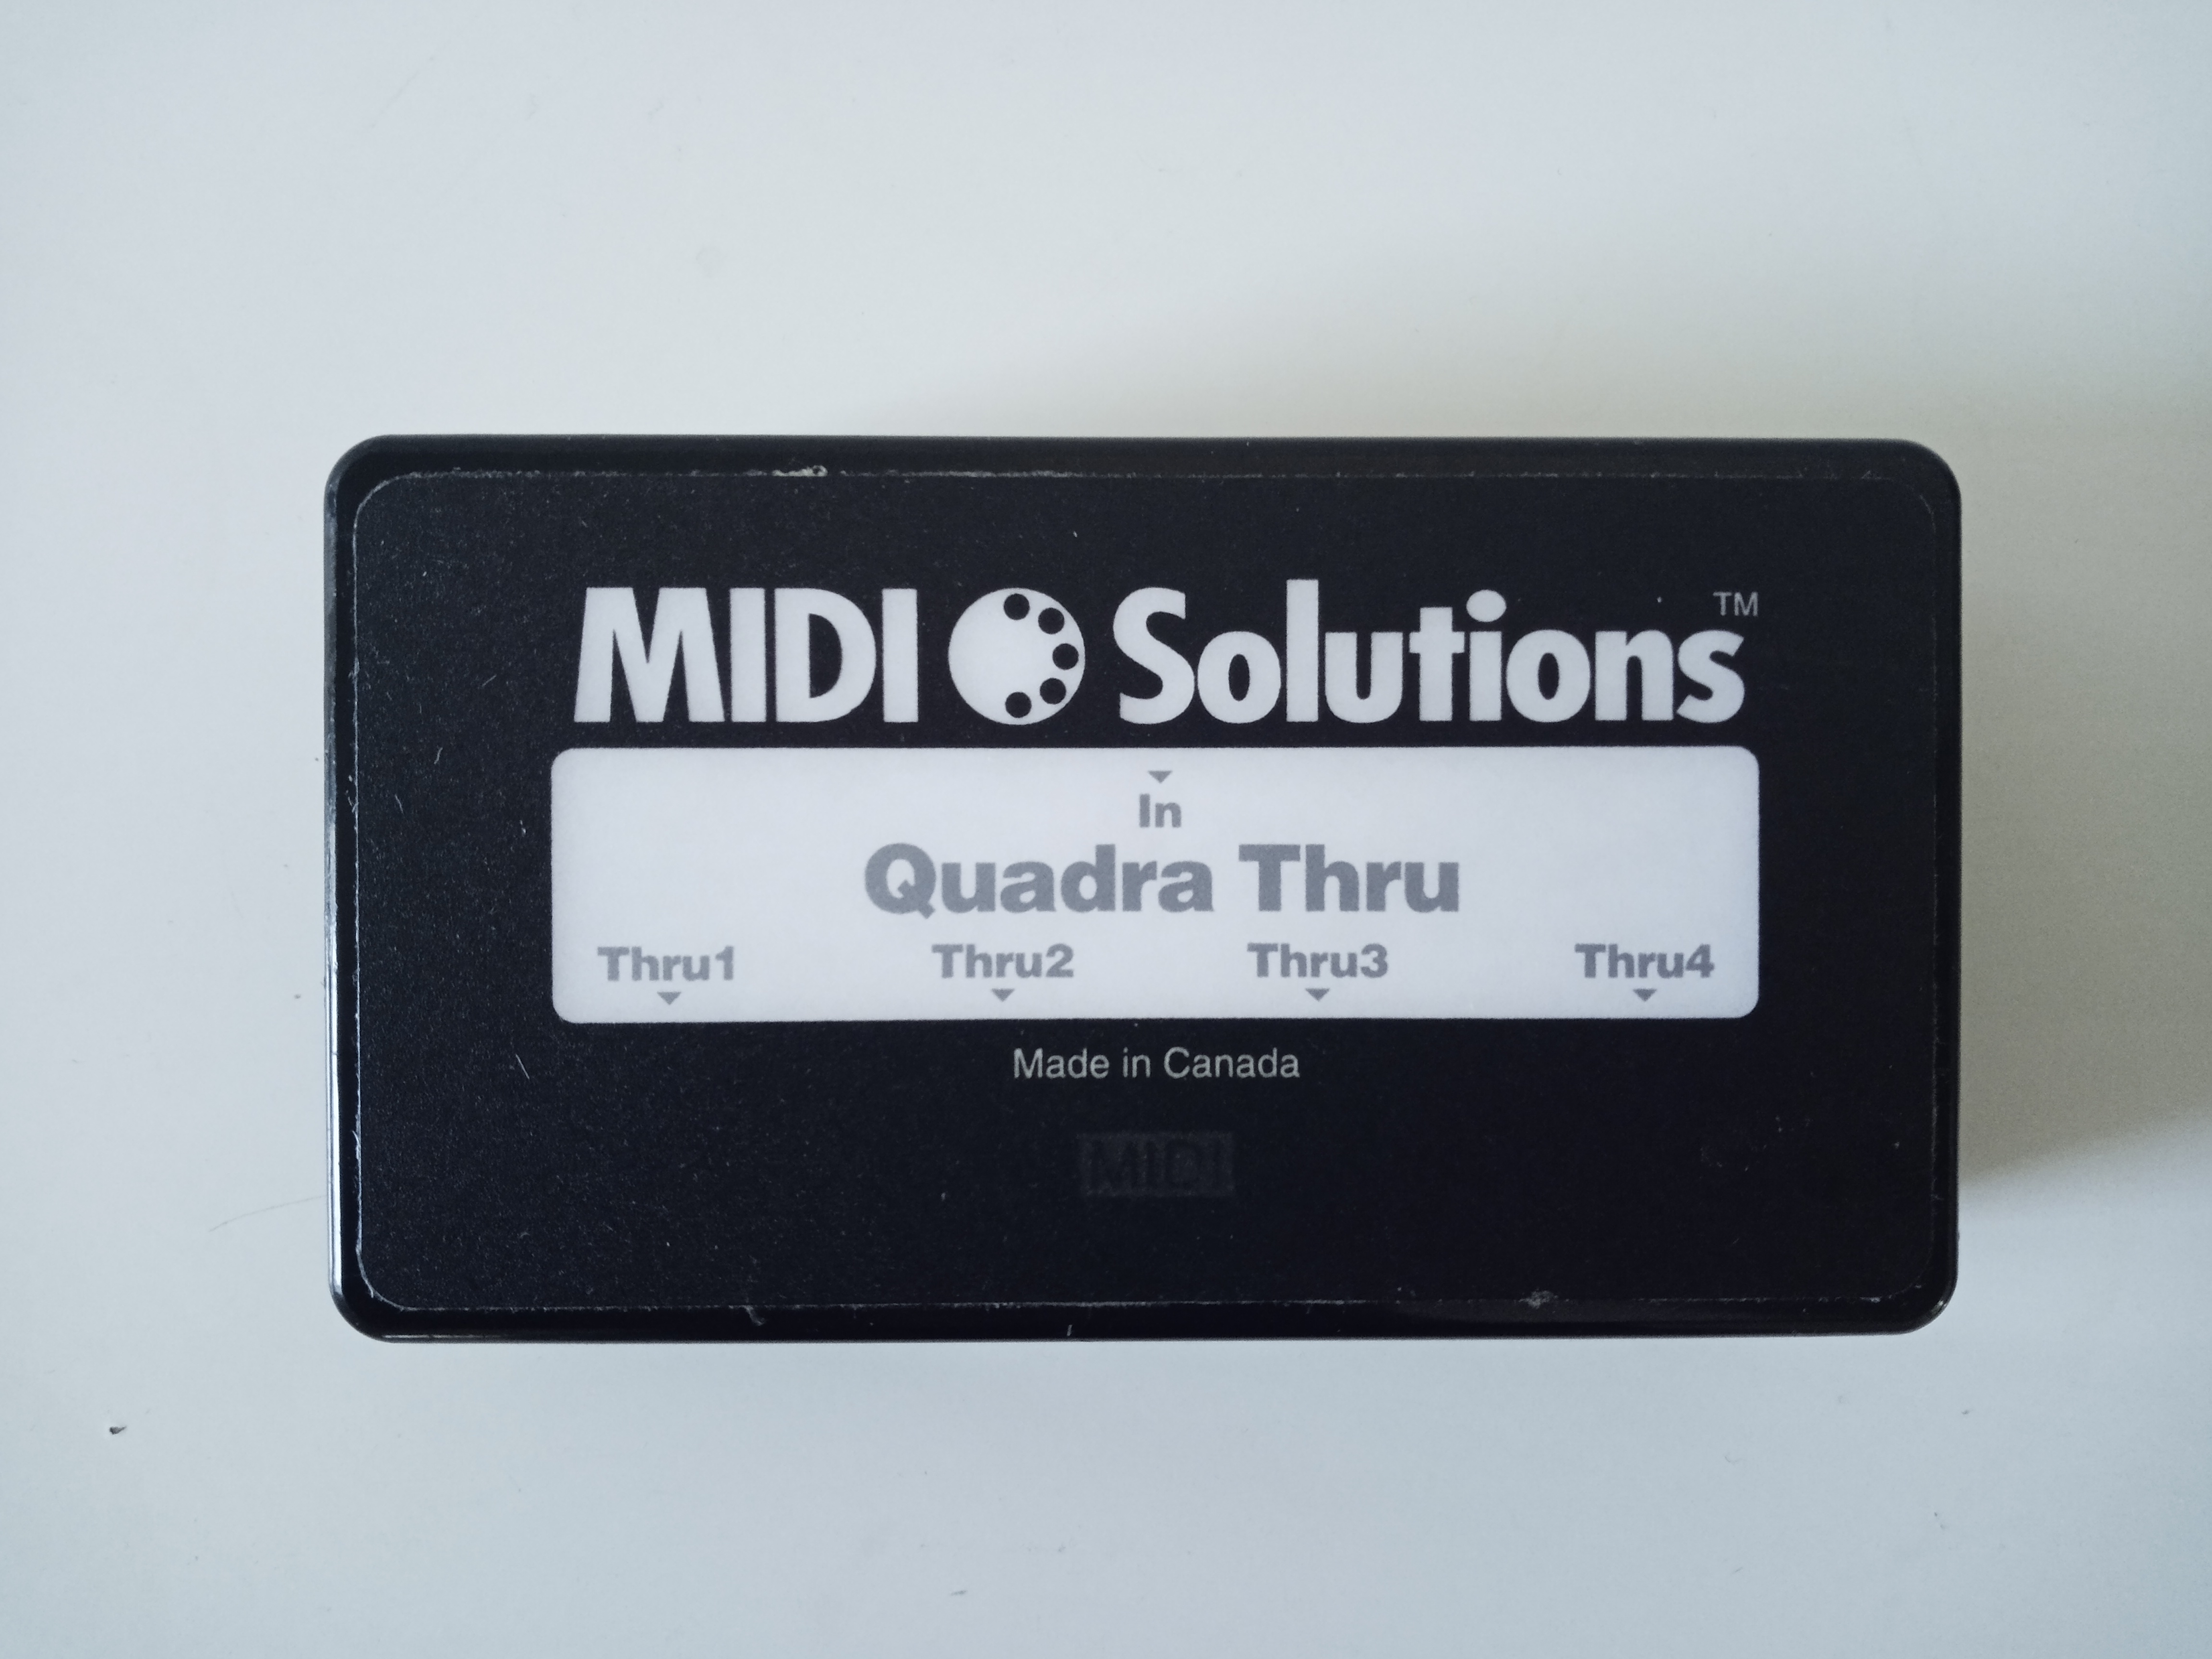 MIDI Solutions™
In
Quadra Thru
Thru1 Thru2 Thru3 Thru4
Made in Canada
MIDI